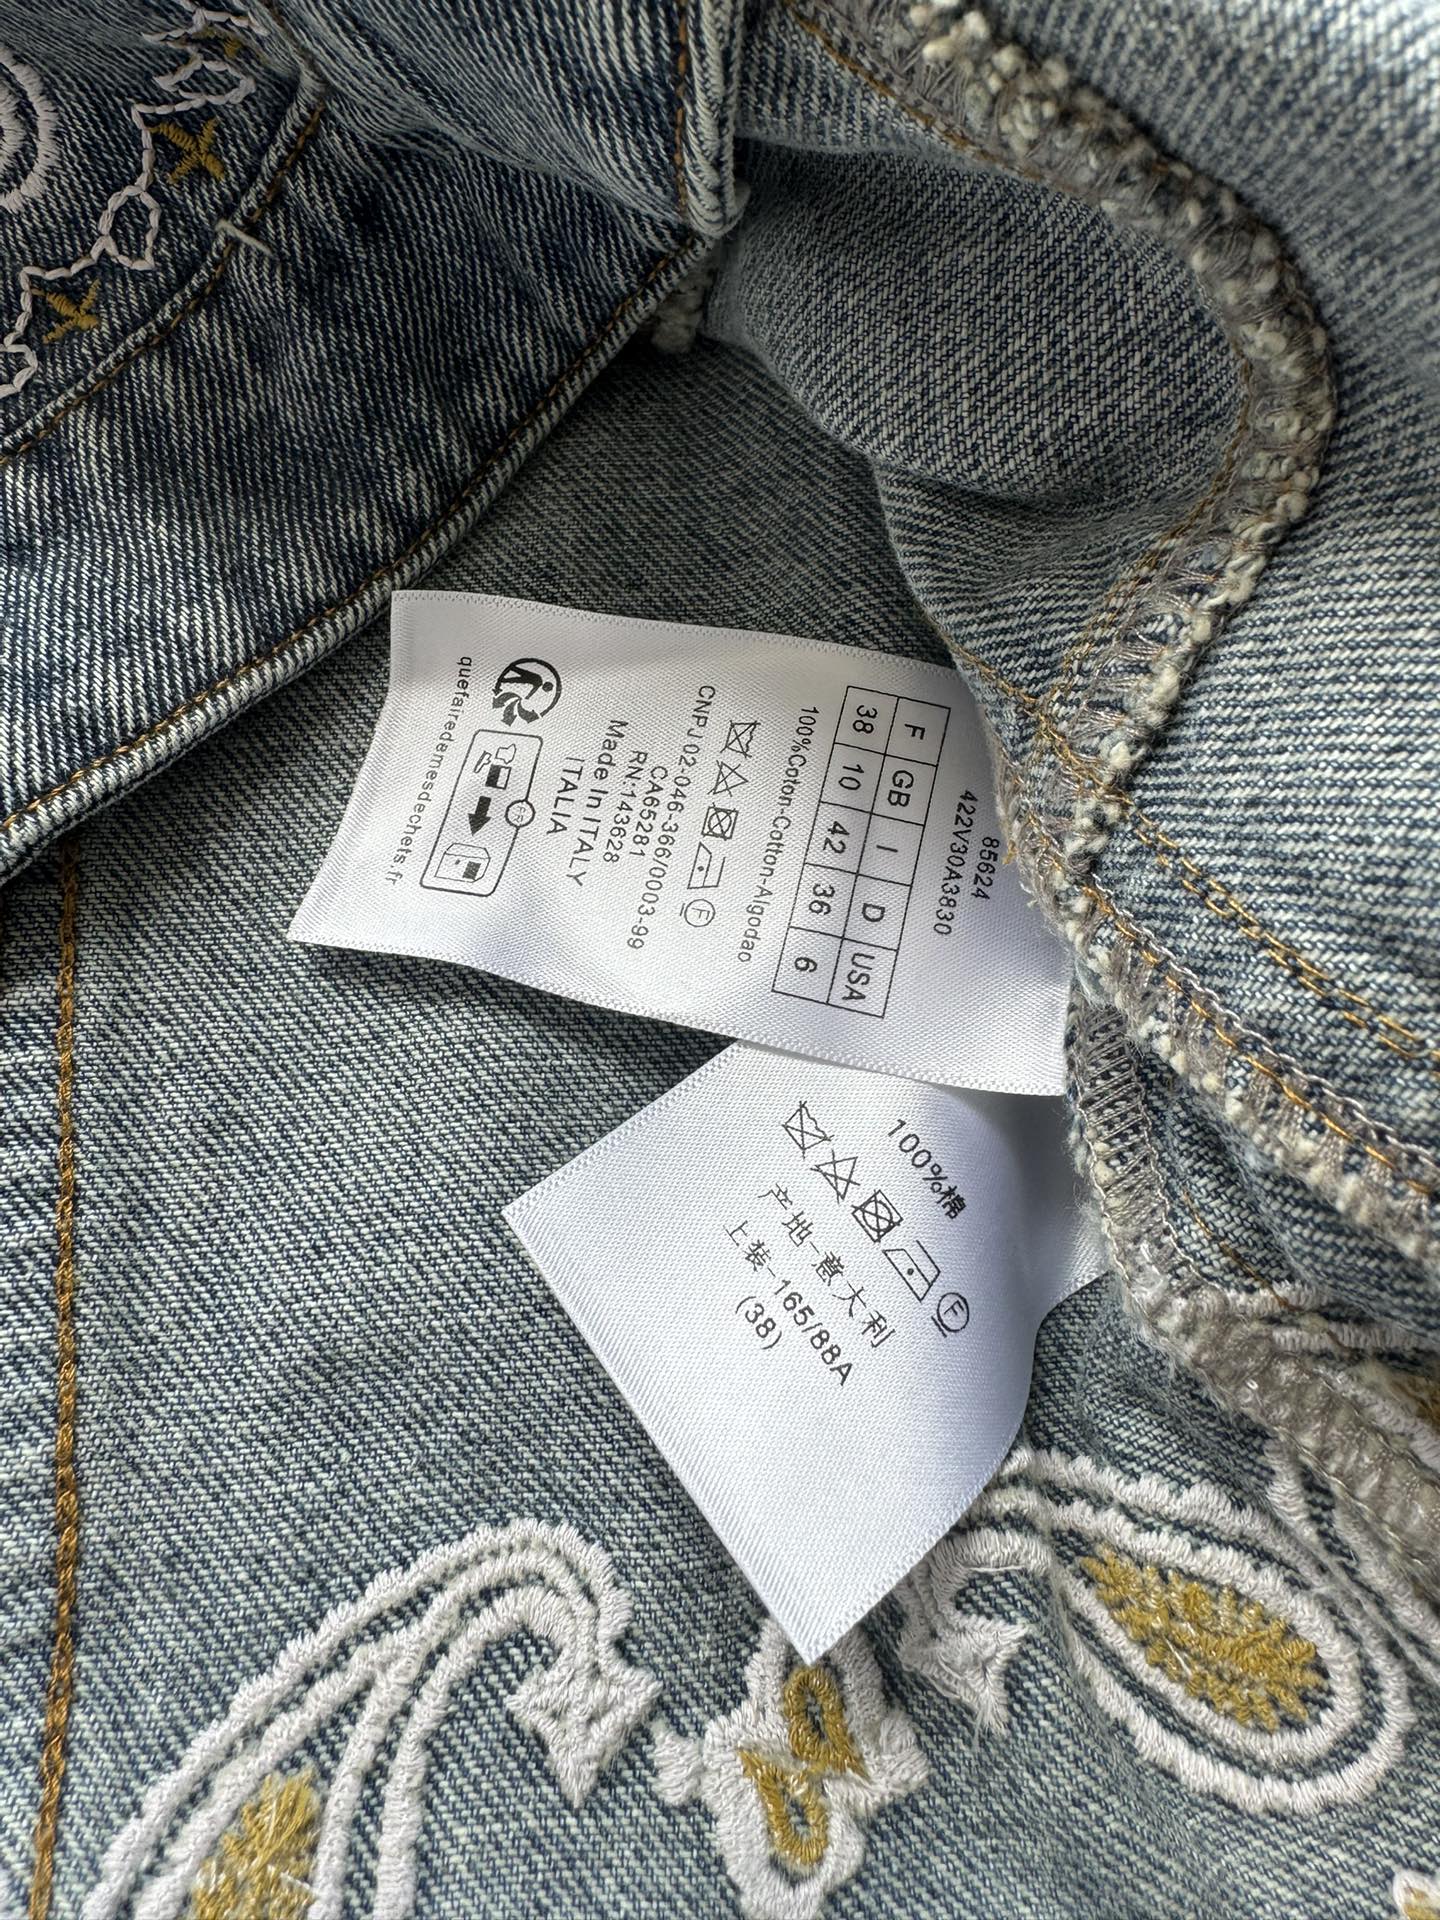 85624
422V30A3830
F GB I D USA
38 10 42 36 6
100%Coton-Cotton-Algodao
F
CNPJ 02-046-366/0003-99
CA65281
RN-143628
Made In ITALY
ITALIA
quefairedemesdechets.fr
100%棉
F
产地-意大利
上装-165/88A
(38)